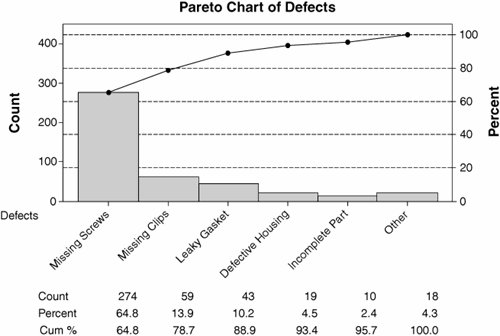 Pareto Chart of Defects
400
300
200
100
0
Count
100
80
60
40
20
0
Percent
Defects
Missing Screws
Missing Clips
Leaky Gasket
Defective Housing
Incomplete Part
Other
Count 274 59 43 19 10 18
Percent 64.8 13.9 10.2 4.5 2.4 4.3
Cum % 64.8 78.7 88.9 93.4 95.7 100.0